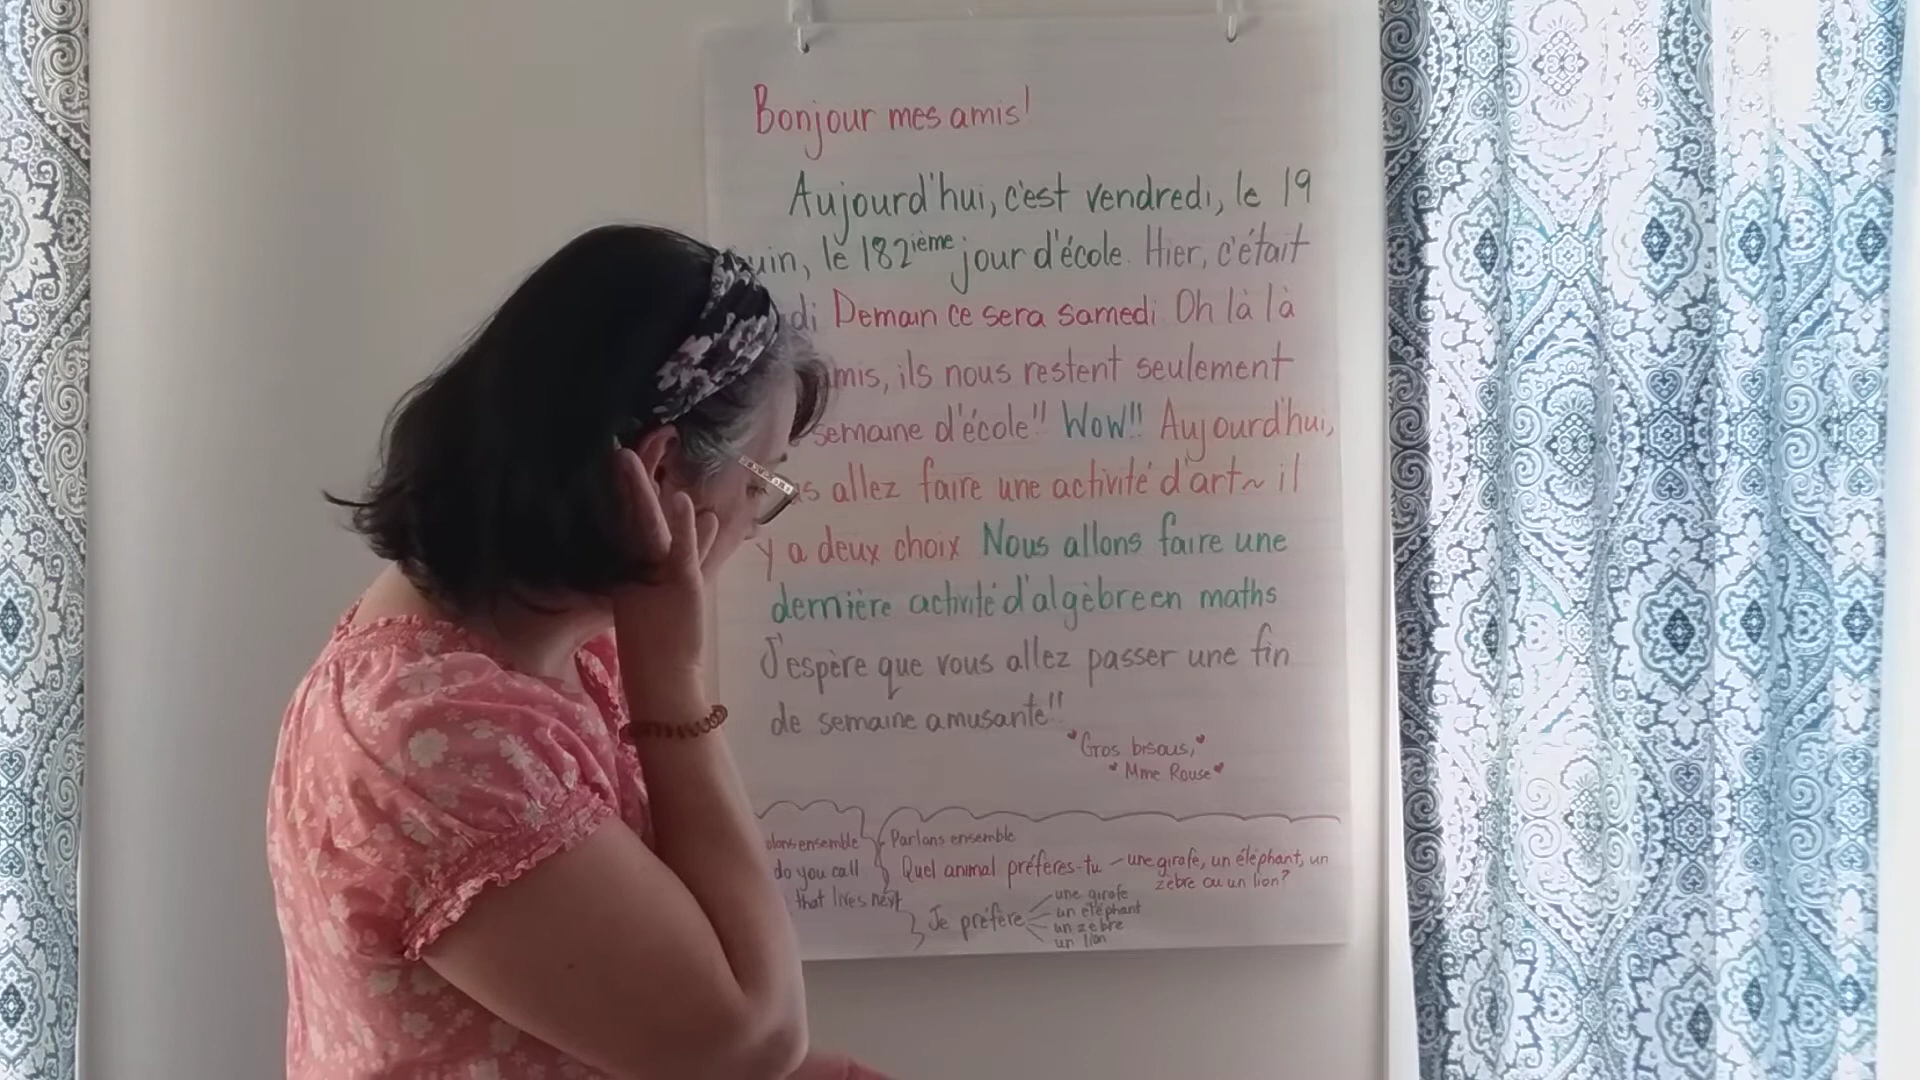 Bonjour mes amis!
Aujourd'hui, c'est vendredi, le 19
le 182ième jour d'école. Hier, c'était
Demain ce sera samedi. Oh là là
ils nous restent seulement
semaine d'école!! Wow!! Aujourd'hui,
allez faire une activité d'art~ il
y a deux choix. Nous allons faire une
dernière activité d'algèbre en maths
J'espère que vous allez passer une fin
de semaine amusante!!
Gros bisous,
Mme Rouse
ensemble
do you call
that lives next
Parlons ensemble
Quel animal préfères-tu — une girafe, un éléphant, un
zèbre ou un lion?
Je préfère
une girafe
un éléphant
un zèbre
un lion